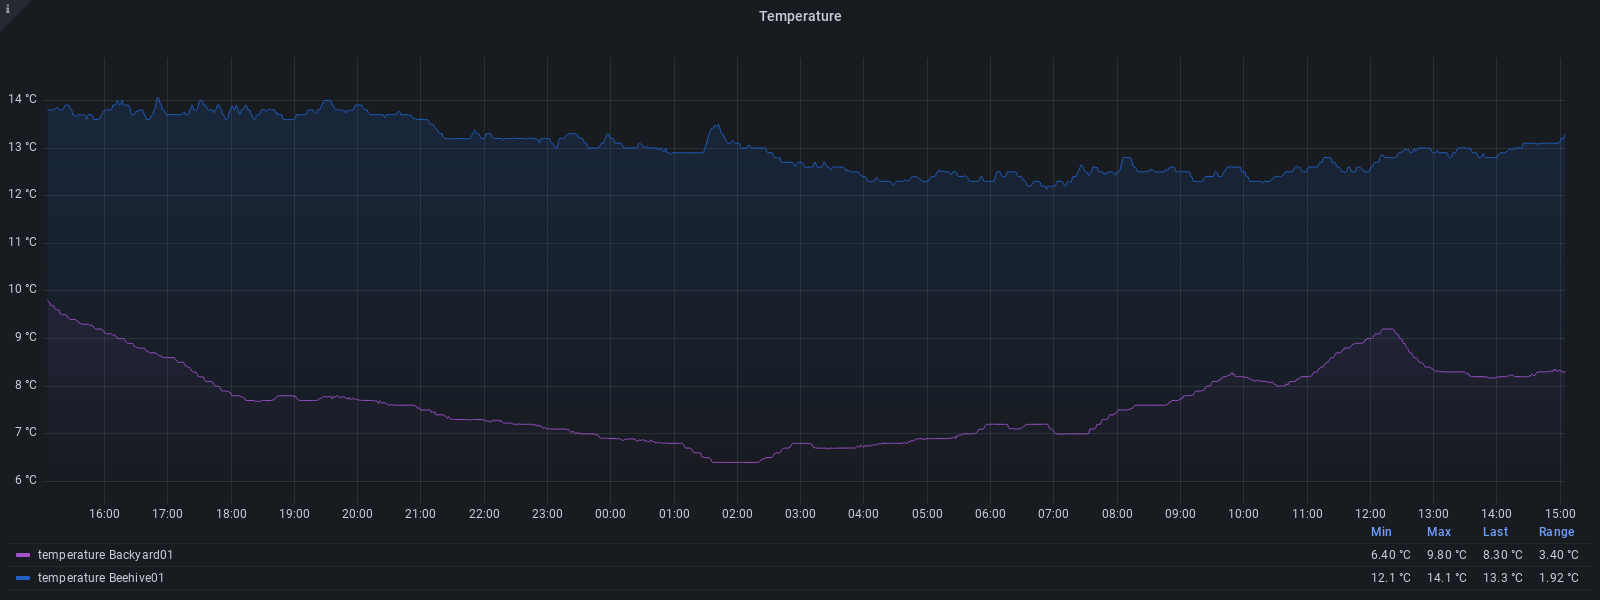 i
Temperature
14 °C
13 °C
12 °C
11 °C
10 °C
9 °C
8 °C
7 °C
6 °C
16:00 17:00 18:00 19:00 20:00 21:00 22:00 23:00 00:00 01:00 02:00 03:00 04:00 05:00 06:00 07:00 08:00 09:00 10:00 11:00 12:00 13:00 14:00 15:00
Min Max Last Range
temperature Backyard01 6.40 °C 9.80 °C 8.30 °C 3.40 °C
temperature Beehive01 12.1 °C 14.1 °C 13.3 °C 1.92 °C